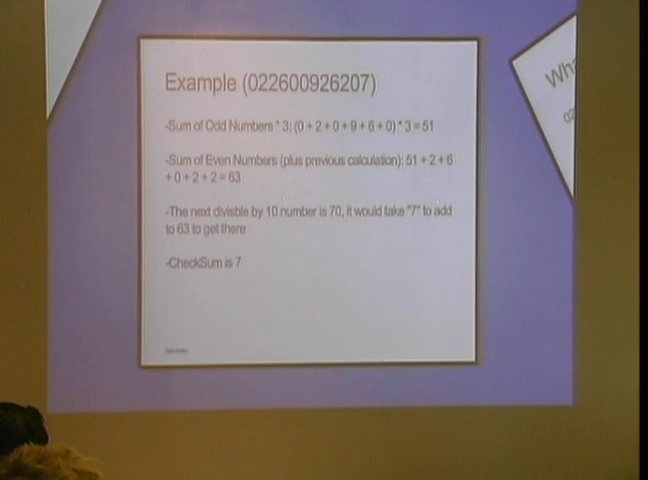 Example (022600926207)
-Sum of Odd Numbers * 3: (0 + 2 + 0 + 9 + 6 + 0) * 3 = 51
-Sum of Even Numbers (plus previous calculation): 51 + 2 + 6
+ 0 + 2 + 2 = 63
-The next divisble by 10 number is 70, it would take "7" to add
to 63 to get there
-CheckSum is 7
Wh
02